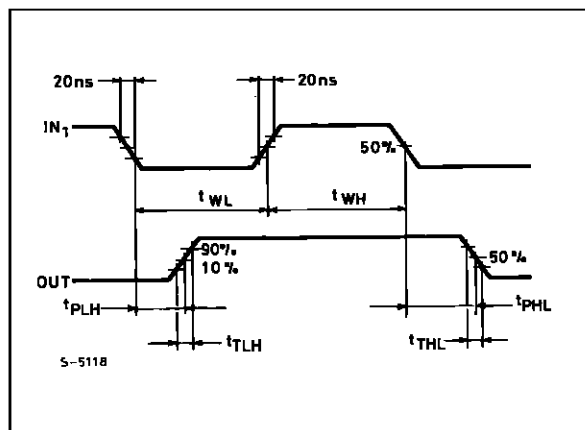 20ns
20ns
IN1
50%
tWL
tWH
90%
10%
50%
OUT
tPLH
tPHL
tTLH
tTHL
S-5118